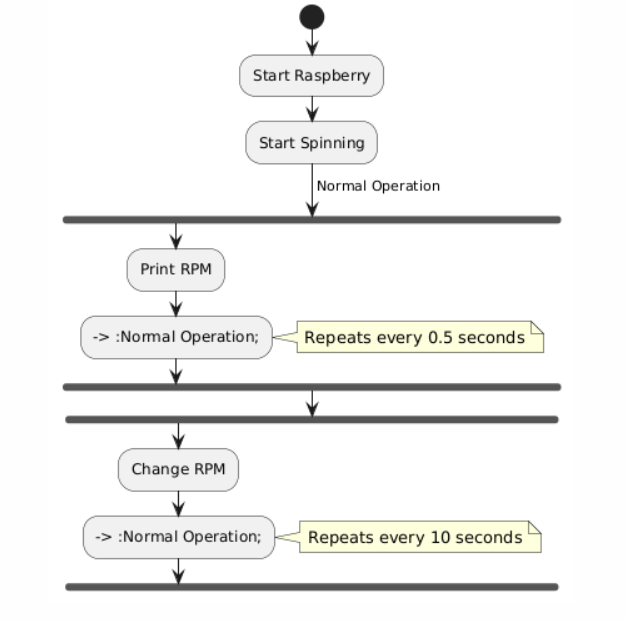 Start Raspberry
Start Spinning
Normal Operation
Print RPM
-> :Normal Operation;
Repeats every 0.5 seconds
Change RPM
-> :Normal Operation;
Repeats every 10 seconds